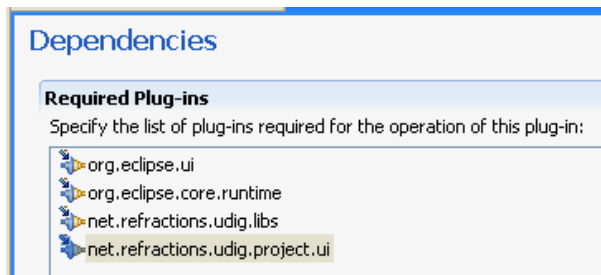 Dependencies
Required Plug-ins
Specify the list of plug-ins required for the operation of this plug-in:
org.eclipse.ui
org.eclipse.core.runtime
net.refractions.udig.libs
net.refractions.udig.project.ui